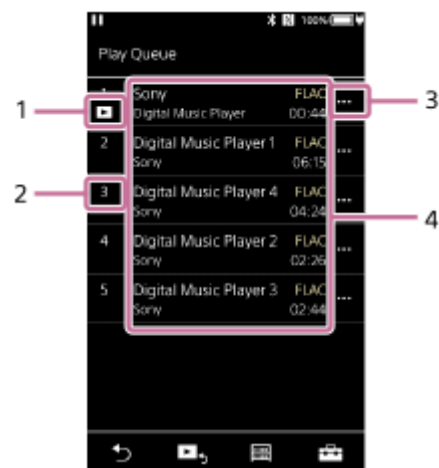 100%
Play Queue
1
Sony
FLAC
...
Digital Music Player
00:44
2
Digital Music Player 1
FLAC
...
Sony
06:15
3
Digital Music Player 4
FLAC
...
Sony
04:24
4
Digital Music Player 2
FLAC
...
Sony
02:26
5
Digital Music Player 3
FLAC
...
Sony
02:44
1
2
3
4